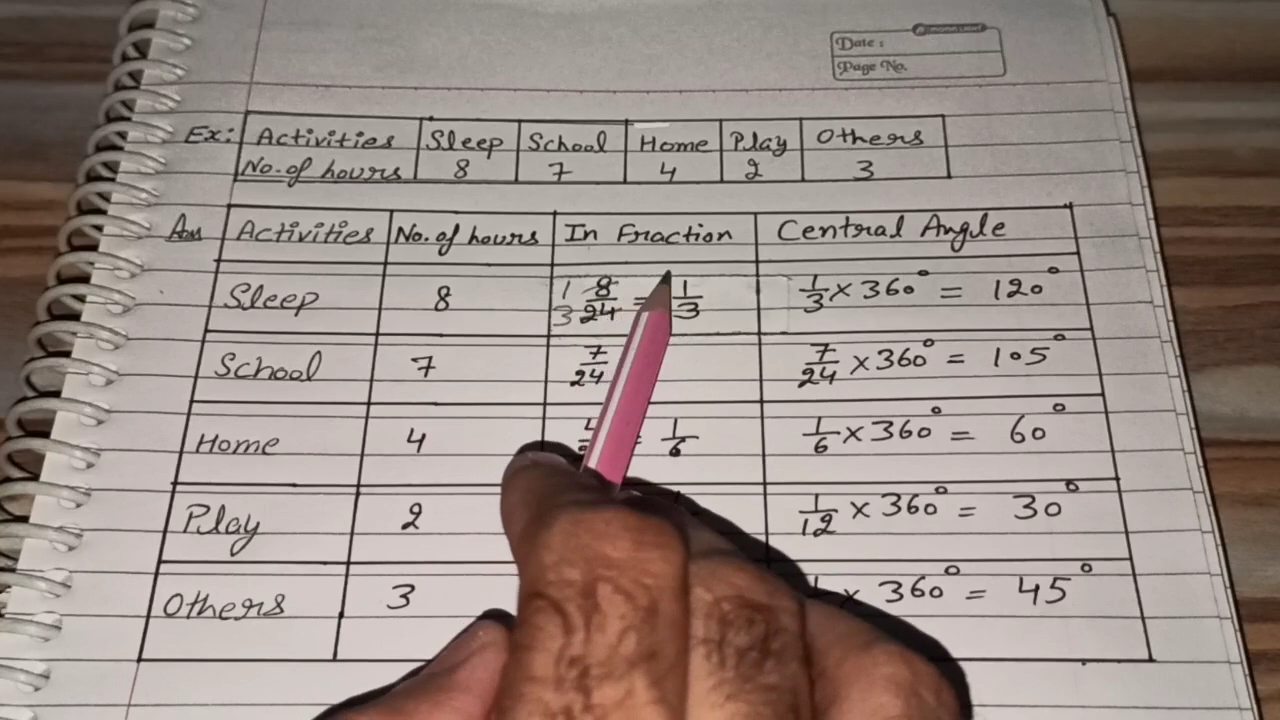 Date :
Page No.
Ex: Activities Sleep School Home Play Others
No. of hours 8 7 4 2 3
Ans Activities No. of hours In Fraction Central Angle
Sleep 8 1 8/3 24 = 1/3 1/3 × 360° = 120°
School 7 7/24 7/24 × 360° = 105°
Home 4 = 1/6 1/6 × 360° = 60°
Play 2 1/12 × 360° = 30°
Others 3 × 360° = 45°